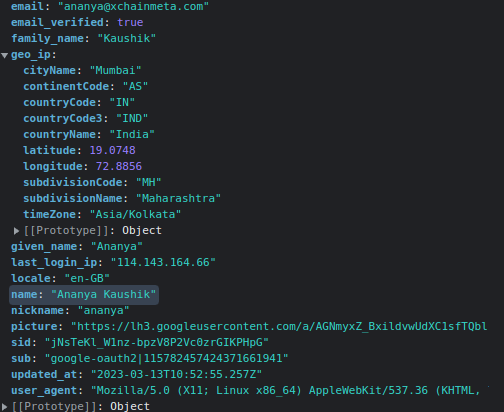 email: "ananya@xchainmeta.com"
email_verified: true
family_name: "Kaushik"
geo_ip:
cityName: "Mumbai"
continentCode: "AS"
countryCode: "IN"
countryCode3: "IND"
countryName: "India"
latitude: 19.0748
longitude: 72.8856
subdivisionCode: "MH"
subdivisionName: "Maharashtra"
timeZone: "Asia/Kolkata"
[[Prototype]]: Object
given_name: "Ananya"
last_login_ip: "114.143.164.66"
locale: "en-GB"
name: "Ananya Kaushik"
nickname: "ananya"
picture: "https://lh3.googleusercontent.com/a/AGNmyxZ_BxildvwUdXC1sfTQbl
sid: "jNsTeKl_W1nz-bpzV8P2Vc0zrGIKPHpG"
sub: "google-oauth2|115782457424371661941"
updated_at: "2023-03-13T10:52:55.257Z"
user_agent: "Mozilla/5.0 (X11; Linux x86_64) AppleWebKit/537.36 (KHTML,
[[Prototype]]: Object